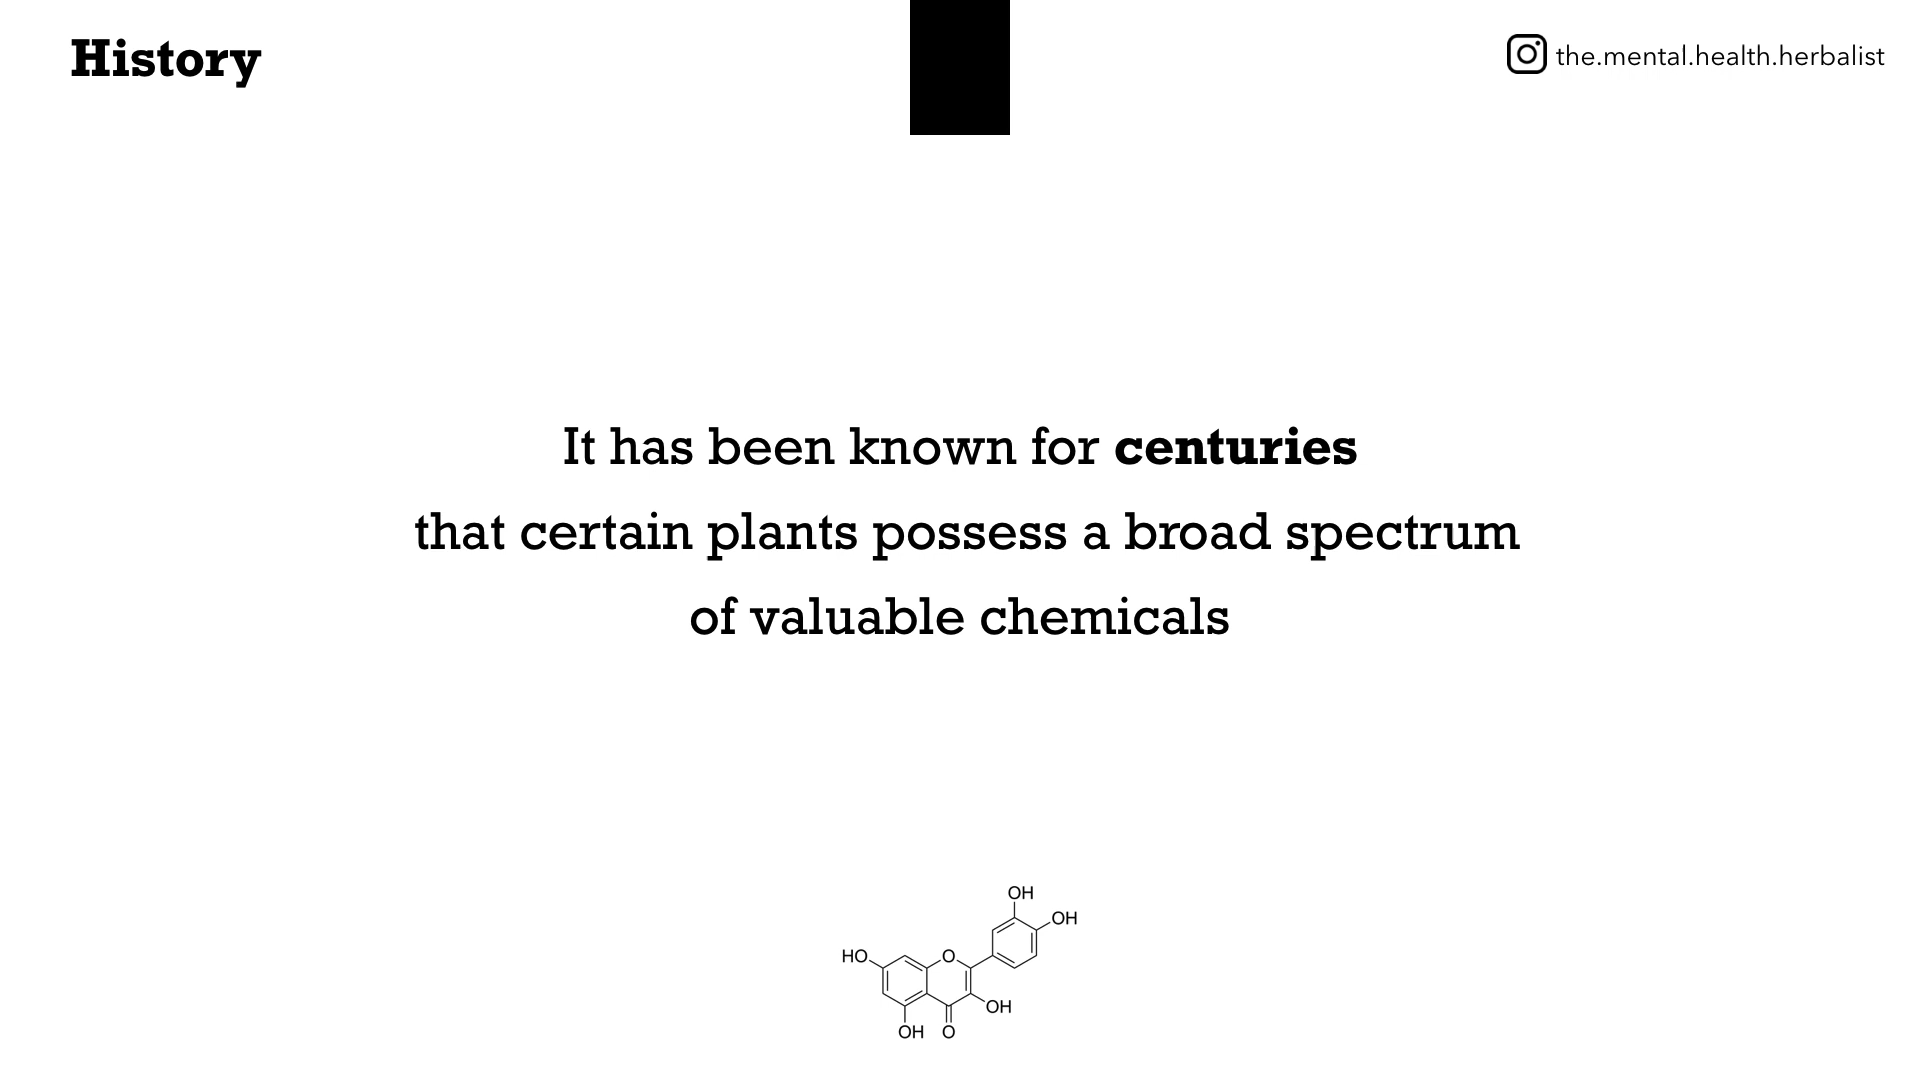 History
the.mental.health.herbalist
It has been known for centuries
that certain plants possess a broad spectrum
of valuable chemicals
OH
OH
HO
O
OH
OH
O